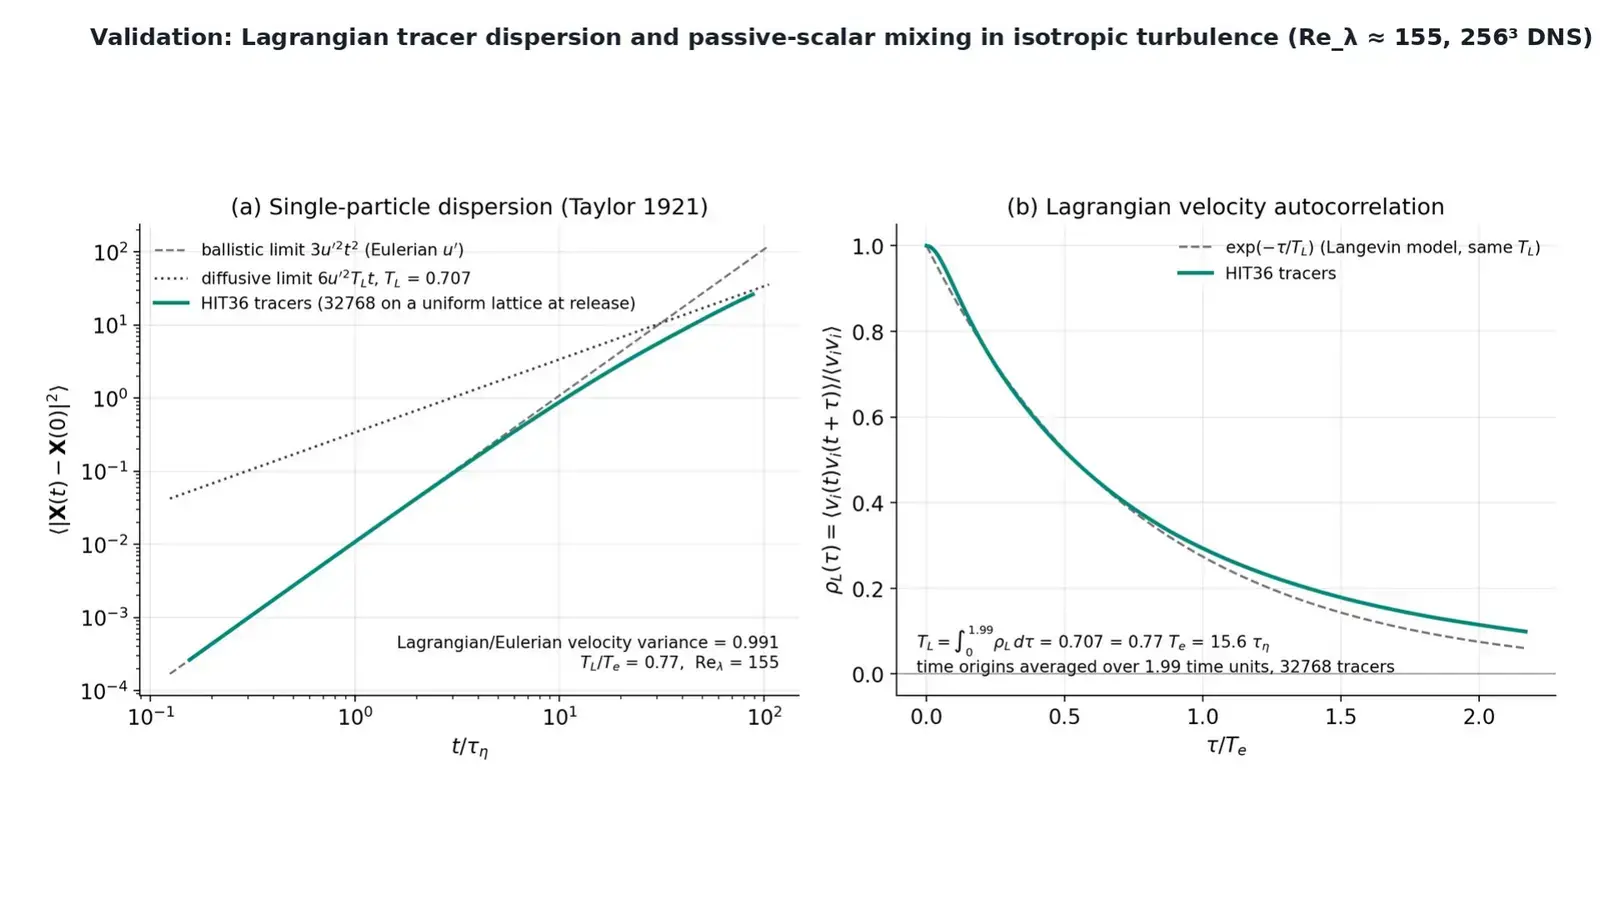 Validation: Lagrangian tracer dispersion and passive-scalar mixing in isotropic turbulence (Re_λ ≈ 155, 256³ DNS)
(a) Single-particle dispersion (Taylor 1921)
ballistic limit 3u′²t² (Eulerian u′)
diffusive limit 6u′²T_L t, T_L = 0.707
HIT36 tracers (32768 on a uniform lattice at release)
10²
10¹
10⁰
10⁻¹
10⁻²
10⁻³
10⁻⁴
⟨|X(t) − X(0)|²⟩
Lagrangian/Eulerian velocity variance = 0.991
T_L/T_e = 0.77, Re_λ = 155
10⁻¹ 10⁰ 10¹ 10²
t/τ_η
(b) Lagrangian velocity autocorrelation
exp(−τ/T_L) (Langevin model, same T_L)
HIT36 tracers
1.0
0.8
0.6
0.4
0.2
0.0
ρ_L(τ) = ⟨v_i(t)v_i(t + τ)⟩/⟨v_i v_i⟩
T_L = ∫₀^1.99 ρ_L dτ = 0.707 = 0.77 T_e = 15.6 τ_η
time origins averaged over 1.99 time units, 32768 tracers
0.0 0.5 1.0 1.5 2.0
τ/T_e